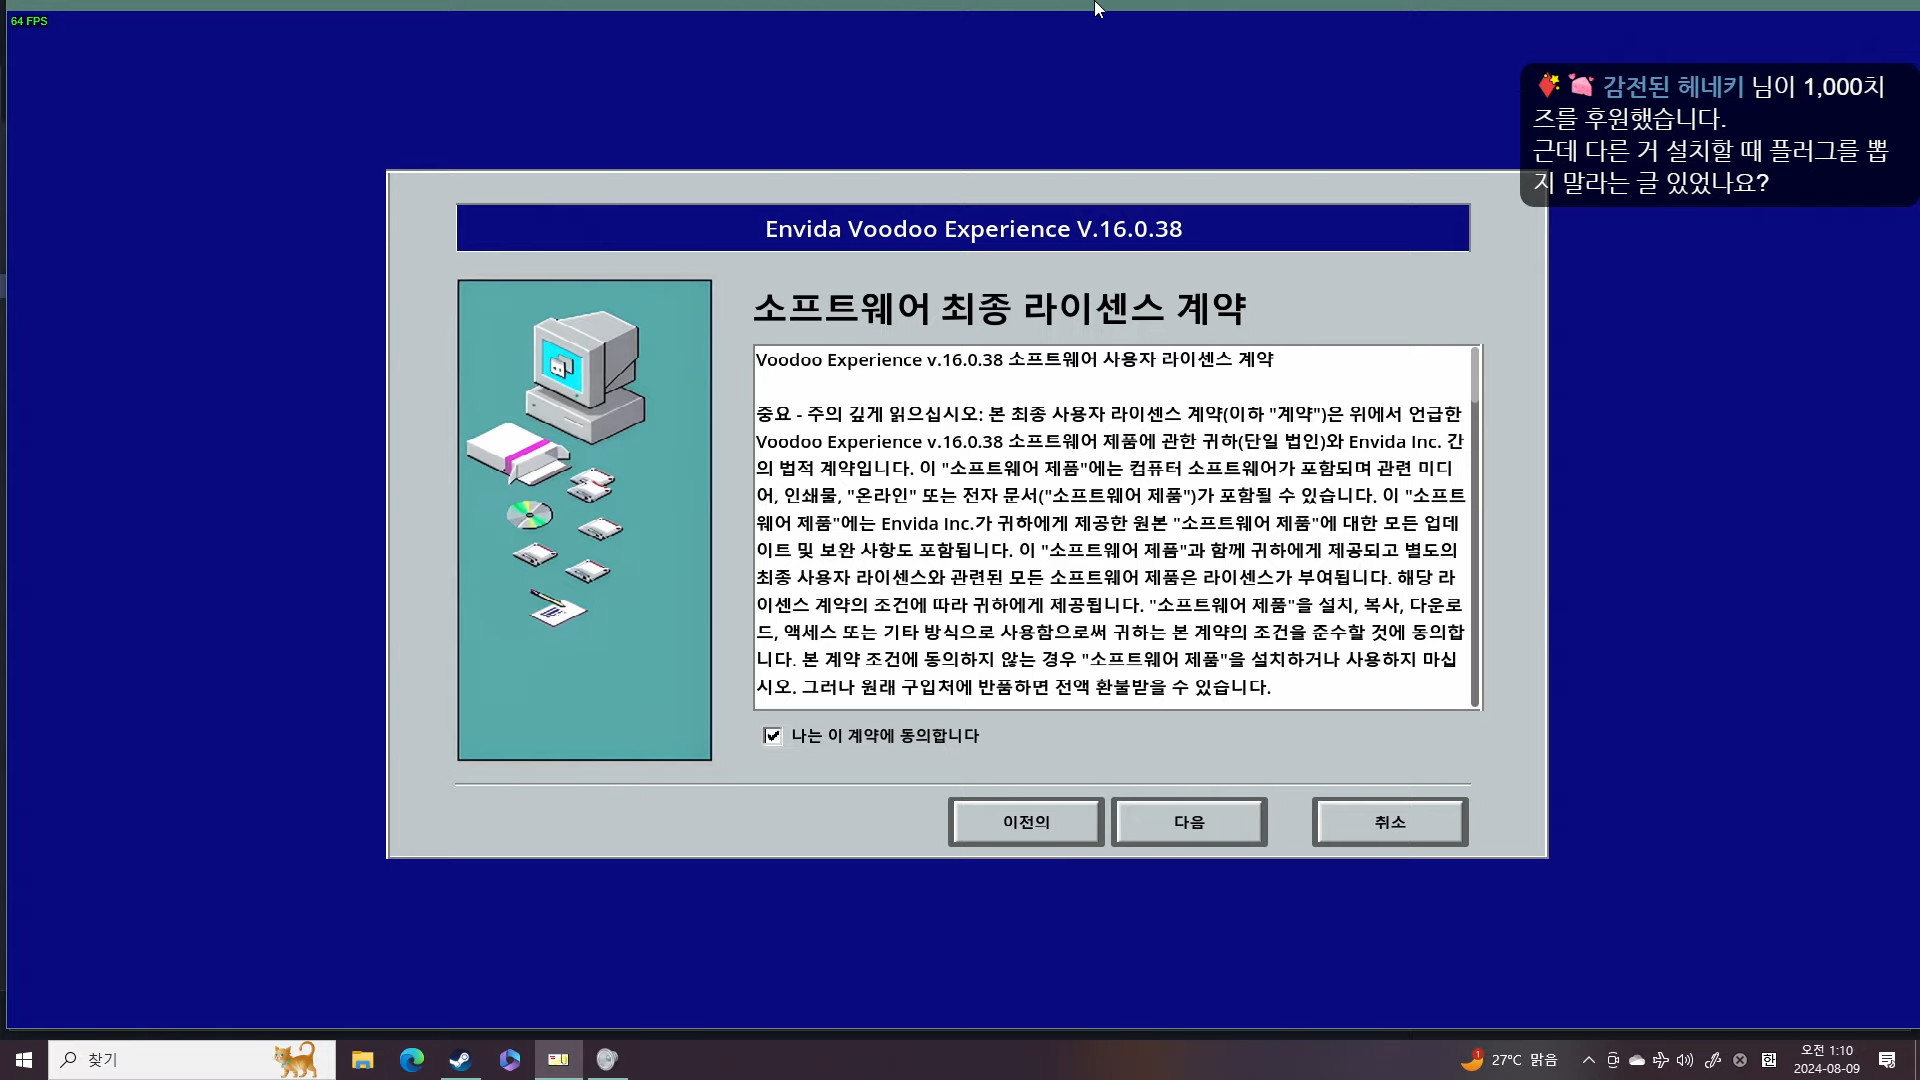 64 FPS
감전된 헤네키 님이 1,000치
즈를 후원했습니다.
근데 다른 거 설치할 때 플러그를 뽑
지 말라는 글 있었나요?
Envida Voodoo Experience V.16.0.38
소프트웨어 최종 라이센스 계약
Voodoo Experience v.16.0.38 소프트웨어 사용자 라이센스 계약
중요 - 주의 깊게 읽으십시오: 본 최종 사용자 라이센스 계약(이하 "계약")은 위에서 언급한
Voodoo Experience v.16.0.38 소프트웨어 제품에 관한 귀하(단일 법인)와 Envida Inc. 간
의 법적 계약입니다. 이 "소프트웨어 제품"에는 컴퓨터 소프트웨어가 포함되며 관련 미디
어, 인쇄물, "온라인" 또는 전자 문서("소프트웨어 제품")가 포함될 수 있습니다. 이 "소프트
웨어 제품"에는 Envida Inc.가 귀하에게 제공한 원본 "소프트웨어 제품"에 대한 모든 업데
이트 및 보완 사항도 포함됩니다. 이 "소프트웨어 제품"과 함께 귀하에게 제공되고 별도의
최종 사용자 라이센스와 관련된 모든 소프트웨어 제품은 라이센스가 부여됩니다. 해당 라
이센스 계약의 조건에 따라 귀하에게 제공됩니다. "소프트웨어 제품"을 설치, 복사, 다운로
드, 액세스 또는 기타 방식으로 사용함으로써 귀하는 본 계약의 조건을 준수할 것에 동의합
니다. 본 계약 조건에 동의하지 않는 경우 "소프트웨어 제품"을 설치하거나 사용하지 마십
시오. 그러나 원래 구입처에 반품하면 전액 환불받을 수 있습니다.
나는 이 계약에 동의합니다
이전의
다음
취소
찾기
1
27°C 맑음
한
오전 1:10
2024-08-09